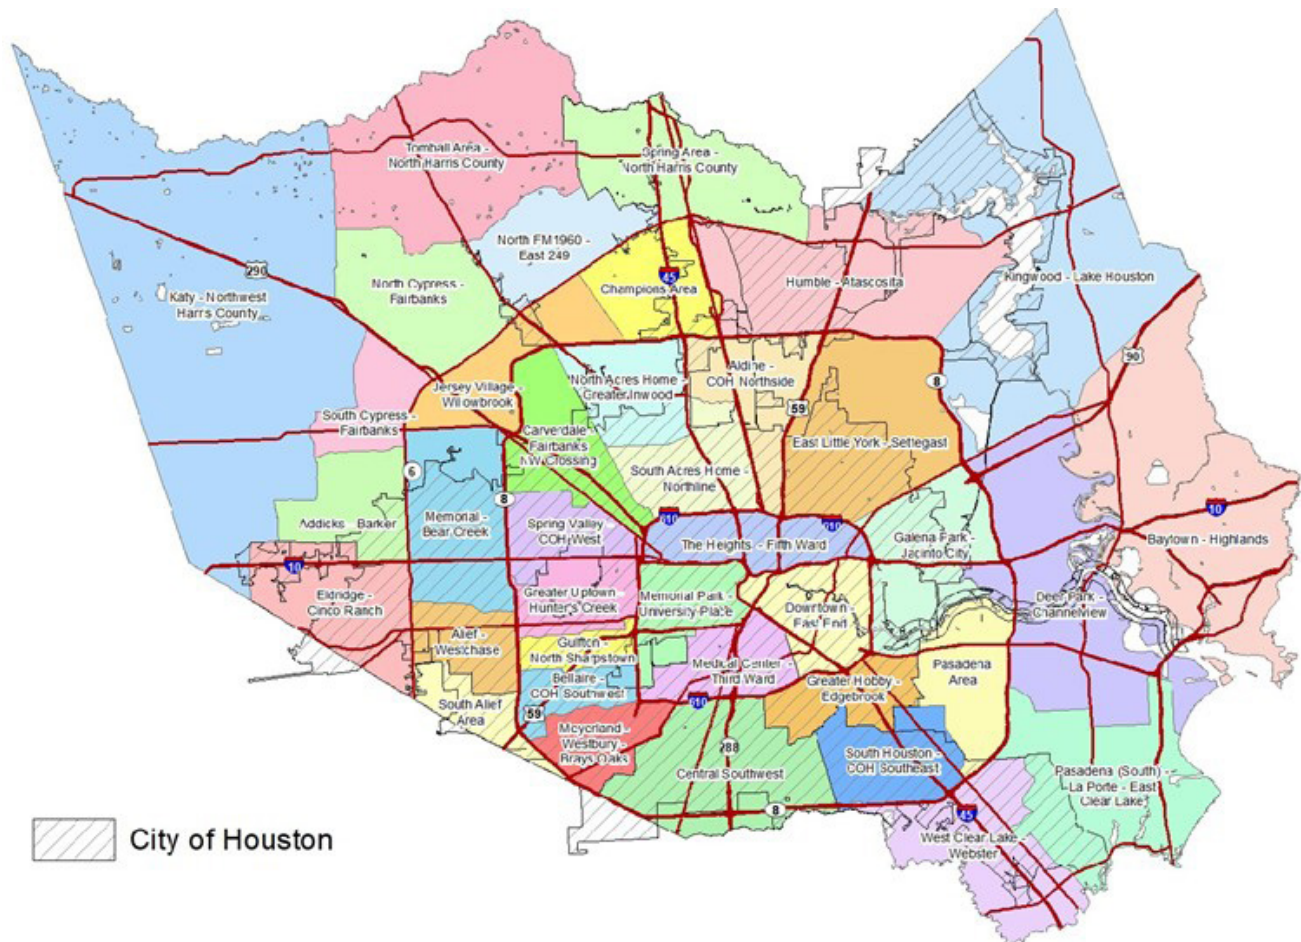 Tomball Area -
North Harris County
Spring Area -
North Harris County
North FM1960 -
East 249
290
45
Kingwood - Lake Houston
Katy - Northwest
Harris County
North Cypress -
Fairbanks
Champions Area
Humble - Atascosita
90
Aldine -
COH Northside
8
Jersey Village -
Willowbrook
North Acres Home -
Greater Inwood
59
South Cypress -
Fairbanks
Carverdale -
Fairbanks
NW Crossing
East Little York - Settegast
6
South Acres Home -
Northline
8
Addicks - Barker
Memorial -
Bear Creek
Spring Valley -
COH West
610
610
10
The Heights - Fifth Ward
Galena Park -
Jacinto City
Baytown - Highlands
10
Eldridge -
Cinco Ranch
Greater Uptown -
Hunter's Creek
Memorial Park -
University Place
Downtown -
East End
Deer Park -
Channelview
Alief -
Westchase
Gulfton -
North Sharpstown
Medical Center -
Third Ward
Pasadena
Area
Bellaire -
COH Southwest
Greater Hobby -
Edgebrook
South Alief
Area
59
610
Meyerland -
Westbury -
Brays Oaks
288
South Houston -
COH Southeast
Central Southwest
Pasadena (South) -
La Porte - East
Clear Lake
8
45
West Clear Lake -
Webster
City of Houston